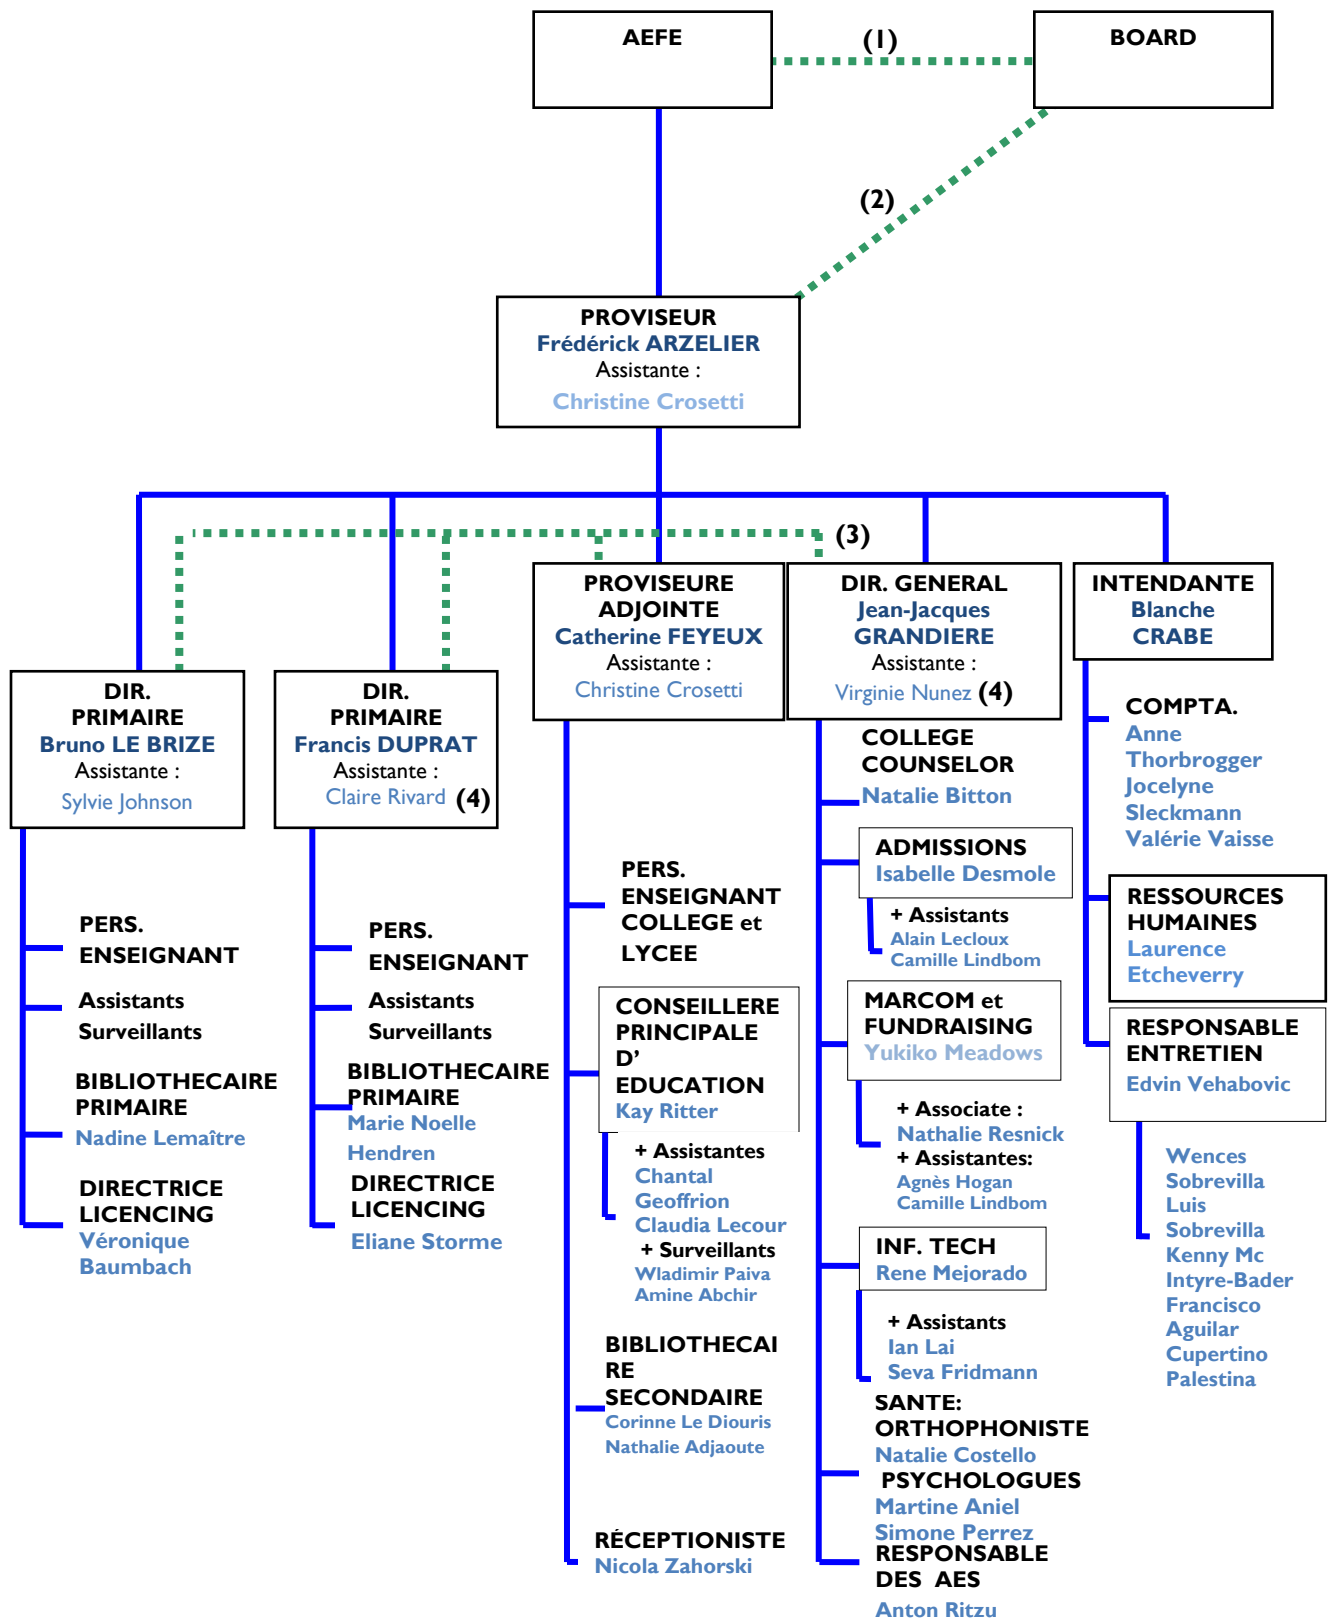 AEFE
(1)
BOARD
(2)
PROVISEUR
Frédérick ARZELIER
Assistante :
Christine Crosetti
(3)
DIR.
PRIMAIRE
Bruno LE BRIZE
Assistante :
Sylvie Johnson
PERS.
ENSEIGNANT
Assistants
Surveillants
BIBLIOTHECAIRE
PRIMAIRE
Nadine Lemaître
DIRECTRICE
LICENCING
Véronique
Baumbach
DIR.
PRIMAIRE
Francis DUPRAT
Assistante :
Claire Rivard (4)
PERS.
ENSEIGNANT
Assistants
Surveillants
BIBLIOTHECAIRE
PRIMAIRE
Marie Noelle
Hendren
DIRECTRICE
LICENCING
Eliane Storme
PROVISEURE
ADJOINTE
Catherine FEYEUX
Assistante :
Christine Crosetti
PERS.
ENSEIGNANT
COLLEGE et
LYCEE
CONSEILLERE
PRINCIPALE
D’
EDUCATION
Kay Ritter
+ Assistantes
Chantal
Geoffrion
Claudia Lecour
+ Surveillants
Wladimir Paiva
Amine Abchir
BIBLIOTHECAI
RE
SECONDAIRE
Corinne Le Diouris
Nathalie Adjaoute
RÉCEPTIONISTE
Nicola Zahorski
DIR. GENERAL
Jean-Jacques
GRANDIERE
Assistante :
Virginie Nunez (4)
COLLEGE
COUNSELOR
Natalie Bitton
ADMISSIONS
Isabelle Desmole
+ Assistants
Alain Lecloux
Camille Lindbom
MARCOM et
FUNDRAISING
Yukiko Meadows
+ Associate :
Nathalie Resnick
+ Assistantes:
Agnès Hogan
Camille Lindbom
INF. TECH
Rene Mejorado
+ Assistants
Ian Lai
Seva Fridmann
SANTE:
ORTHOPHONISTE
Natalie Costello
PSYCHOLOGUES
Martine Aniel
Simone Perrez
RESPONSABLE
DES AES
Anton Ritzu
INTENDANTE
Blanche
CRABE
COMPTA.
Anne
Thorbrogger
Jocelyne
Sleckmann
Valérie Vaisse
RESSOURCES
HUMAINES
Laurence
Etcheverry
RESPONSABLE
ENTRETIEN
Edvin Vehabovic
Wences
Sobrevilla
Luis
Sobrevilla
Kenny Mc
Intyre-Bader
Francisco
Aguilar
Cupertino
Palestina